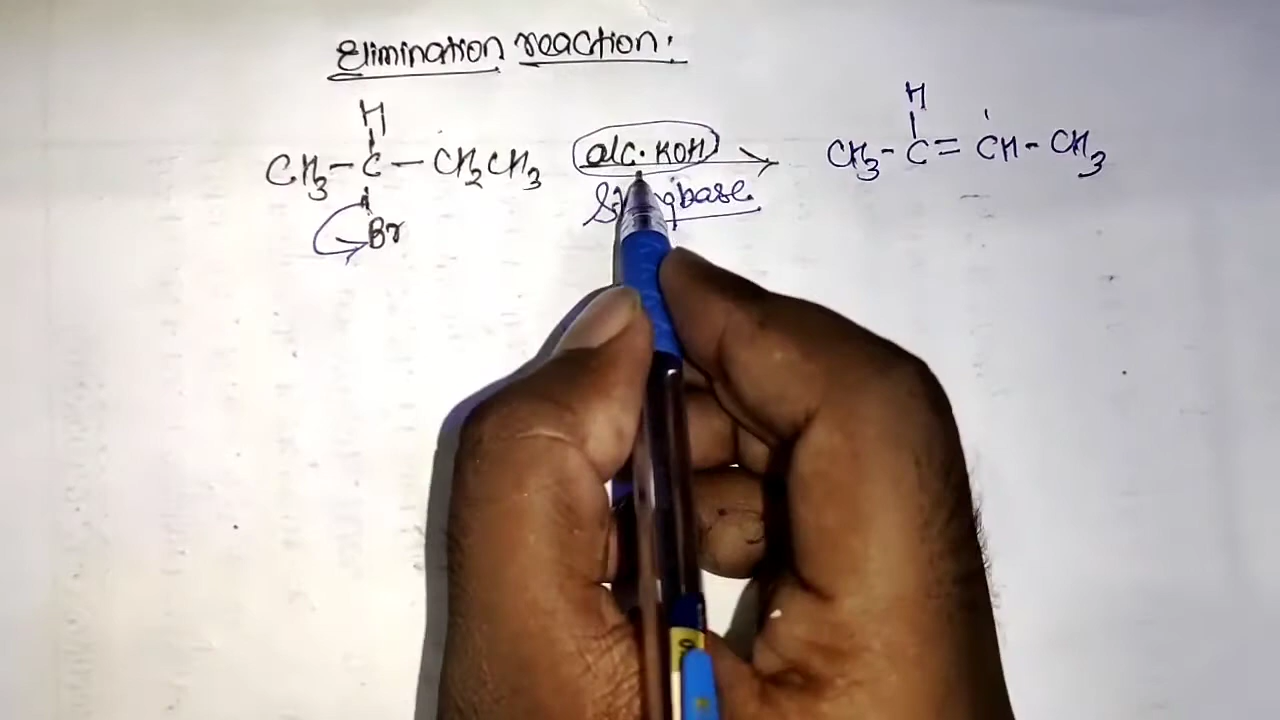 Elimination reaction.
H
CH3-C-CH2CH3
Br
alc. KOH
base
H
CH3-C=CH-CH3